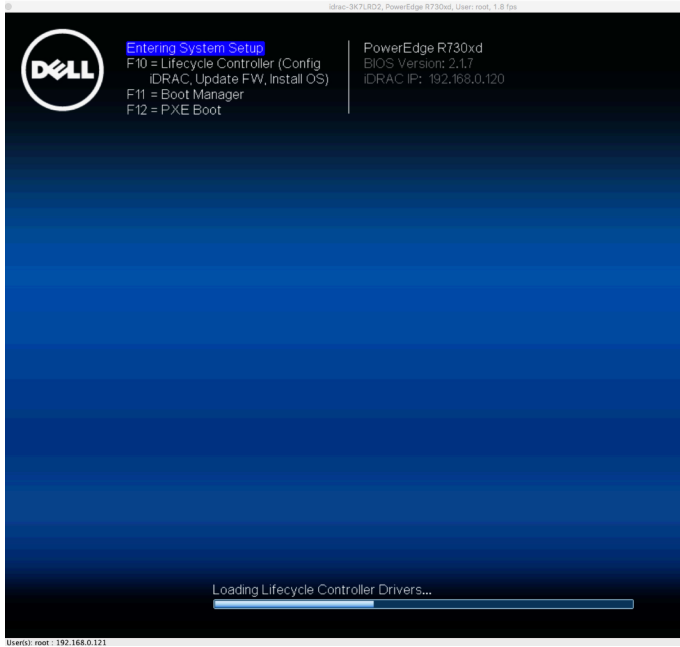 idrac-3K7LRD2, PowerEdge R730xd, User: root, 1.8 fps
DELL
Entering System Setup
F10 = Lifecycle Controller (Config
iDRAC, Update FW, Install OS)
F11 = Boot Manager
F12 = PXE Boot
PowerEdge R730xd
BIOS Version: 2.1.7
iDRAC IP: 192.168.0.120
Loading Lifecycle Controller Drivers...
User(s): root : 192.168.0.121